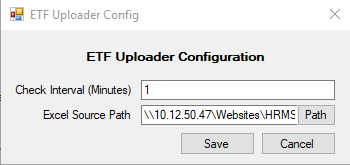 ETF Uploader Config
ETF Uploader Configuration
Check Interval (Minutes) 1
Excel Source Path \\10.12.50.47\Websites\HRMS Path
Save Cancel